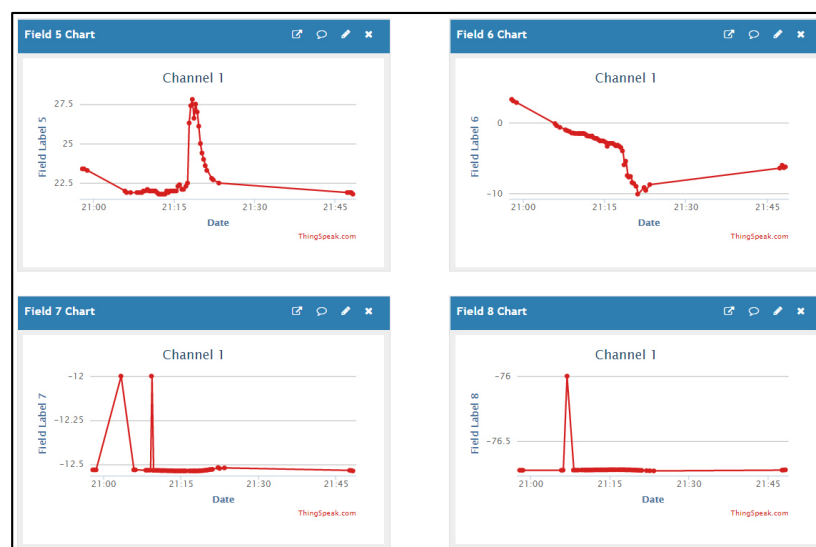 Field 5 Chart
Channel 1
Field Label 5
27.5
25
22.5
21:00 21:15 21:30 21:45
Date
ThingSpeak.com
Field 6 Chart
Channel 1
Field Label 6
0
−10
21:00 21:15 21:30 21:45
Date
ThingSpeak.com
Field 7 Chart
Channel 1
Field Label 7
−12
−12.25
−12.5
21:00 21:15 21:30 21:45
Date
ThingSpeak.com
Field 8 Chart
Channel 1
Field Label 8
−76
−76.5
21:00 21:15 21:30 21:45
Date
ThingSpeak.com